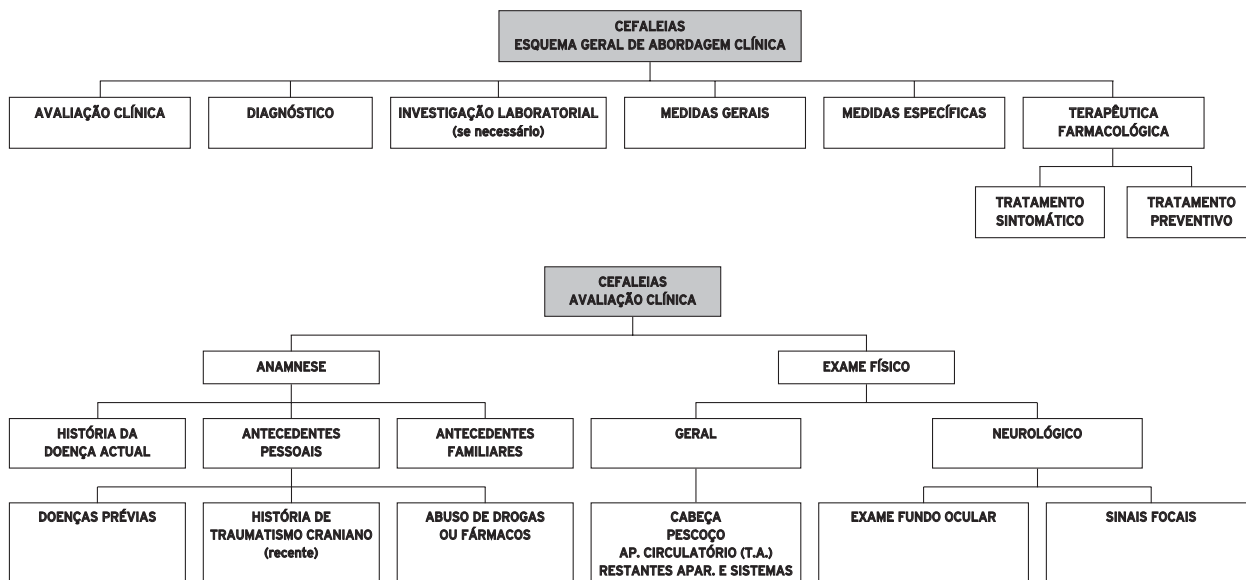 CEFALEIAS
ESQUEMA GERAL DE ABORDAGEM CLÍNICA
AVALIAÇÃO CLÍNICA
DIAGNÓSTICO
INVESTIGAÇÃO LABORATORIAL
(se necessário)
MEDIDAS GERAIS
MEDIDAS ESPECÍFICAS
TERAPÊUTICA
FARMACOLÓGICA
TRATAMENTO
SINTOMÁTICO
TRATAMENTO
PREVENTIVO
CEFALEIAS
AVALIAÇÃO CLÍNICA
ANAMNESE
EXAME FÍSICO
HISTÓRIA DA
DOENÇA ACTUAL
ANTECEDENTES
PESSOAIS
ANTECEDENTES
FAMILIARES
GERAL
NEUROLÓGICO
DOENÇAS PRÉVIAS
HISTÓRIA DE
TRAUMATISMO CRANIANO
(recente)
ABUSO DE DROGAS
OU FÁRMACOS
CABEÇA
PESCOÇO
AP. CIRCULATÓRIO (T.A.)
RESTANTES APAR. E SISTEMAS
EXAME FUNDO OCULAR
SINAIS FOCAIS